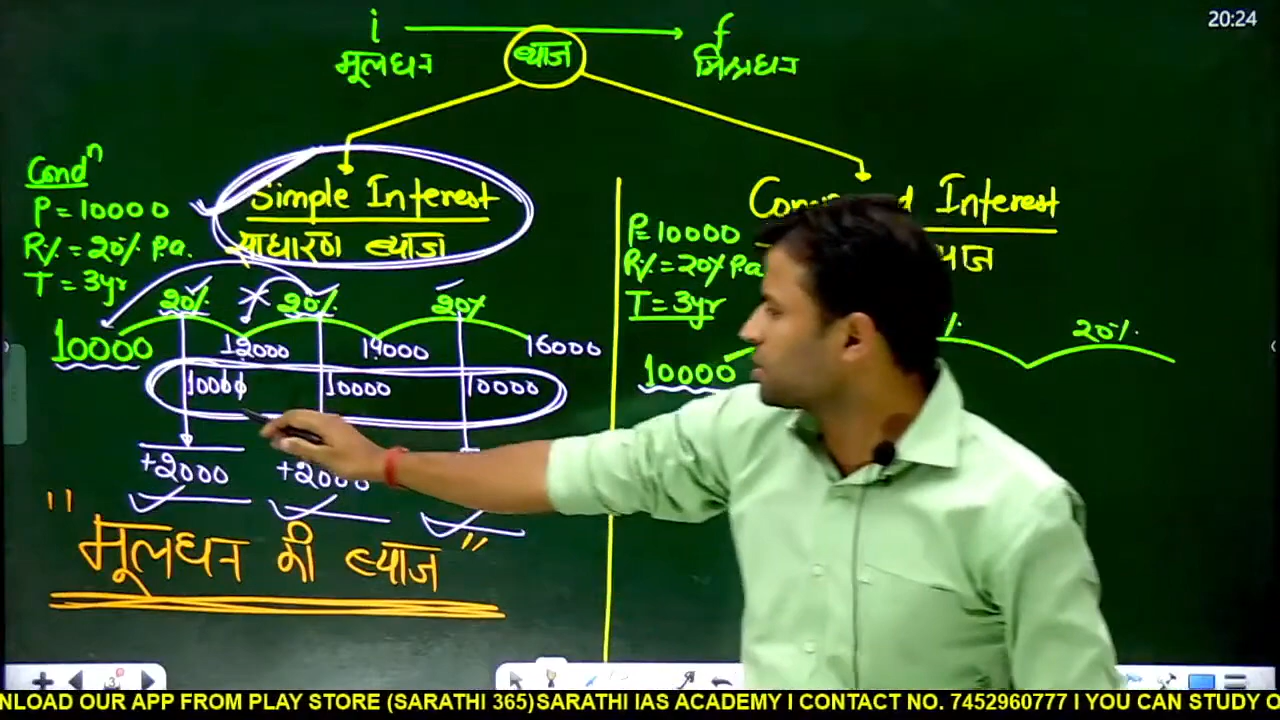 20:24
i f
मूलधन ब्याज मिश्रधन
Condⁿ
P = 10000
R% = 20% P.a.
T = 3yr
Simple Interest
साधारण ब्याज
20% 20% 20%
10000 12000 14000 16000
10000 10000 10000
+2000 +2000
"मूलधन की ब्याज"
Interest
P = 10000
R% = 20% P.a
T = 3yr
20%
10000
NLOAD OUR APP FROM PLAY STORE (SARATHI 365)SARATHI IAS ACADEMY I CONTACT NO. 7452960777 I YOU CAN STUDY O